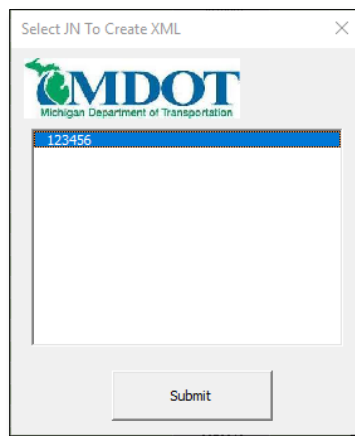 Select JN To Create XML
MDOT
Michigan Department of Transportation
123456
Submit